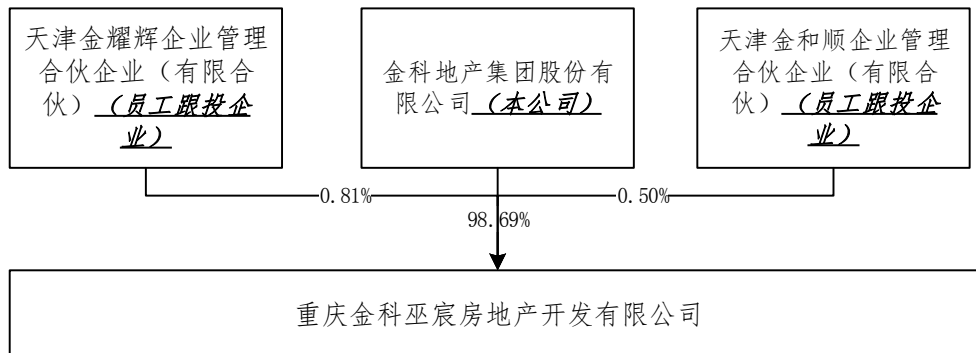 天津金耀辉企业管理
合伙企业（有限合
伙）（员工跟投企
业）
金科地产集团股份有
限公司（本公司）
天津金和顺企业管理
合伙企业（有限合
伙）（员工跟投企
业）
0.81%
0.50%
98.69%
重庆金科巫宸房地产开发有限公司